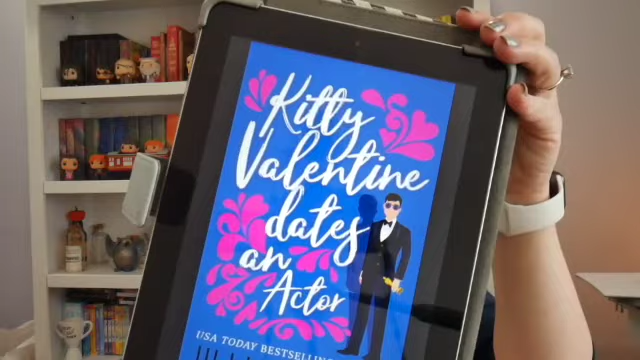 Kitty
Valentine
dates
an
Actor
USA TODAY BESTSELLING